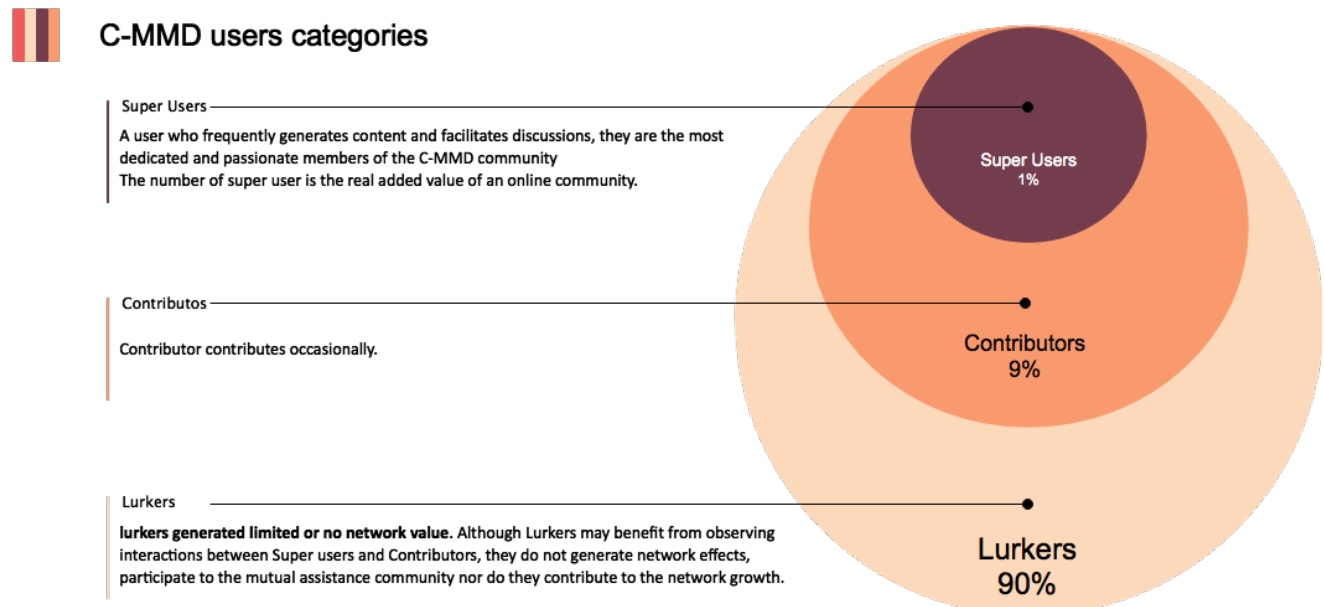 C-MMD users categories
Super Users
A user who frequently generates content and facilitates discussions, they are the most
dedicated and passionate members of the C-MMD community
The number of super user is the real added value of an online community.
Super Users
1%
Contributos
Contributor contributes occasionally.
Contributors
9%
Lurkers
lurkers generated limited or no network value. Although Lurkers may benefit from observing
interactions between Super users and Contributors, they do not generate network effects,
participate to the mutual assistance community nor do they contribute to the network growth.
Lurkers
90%